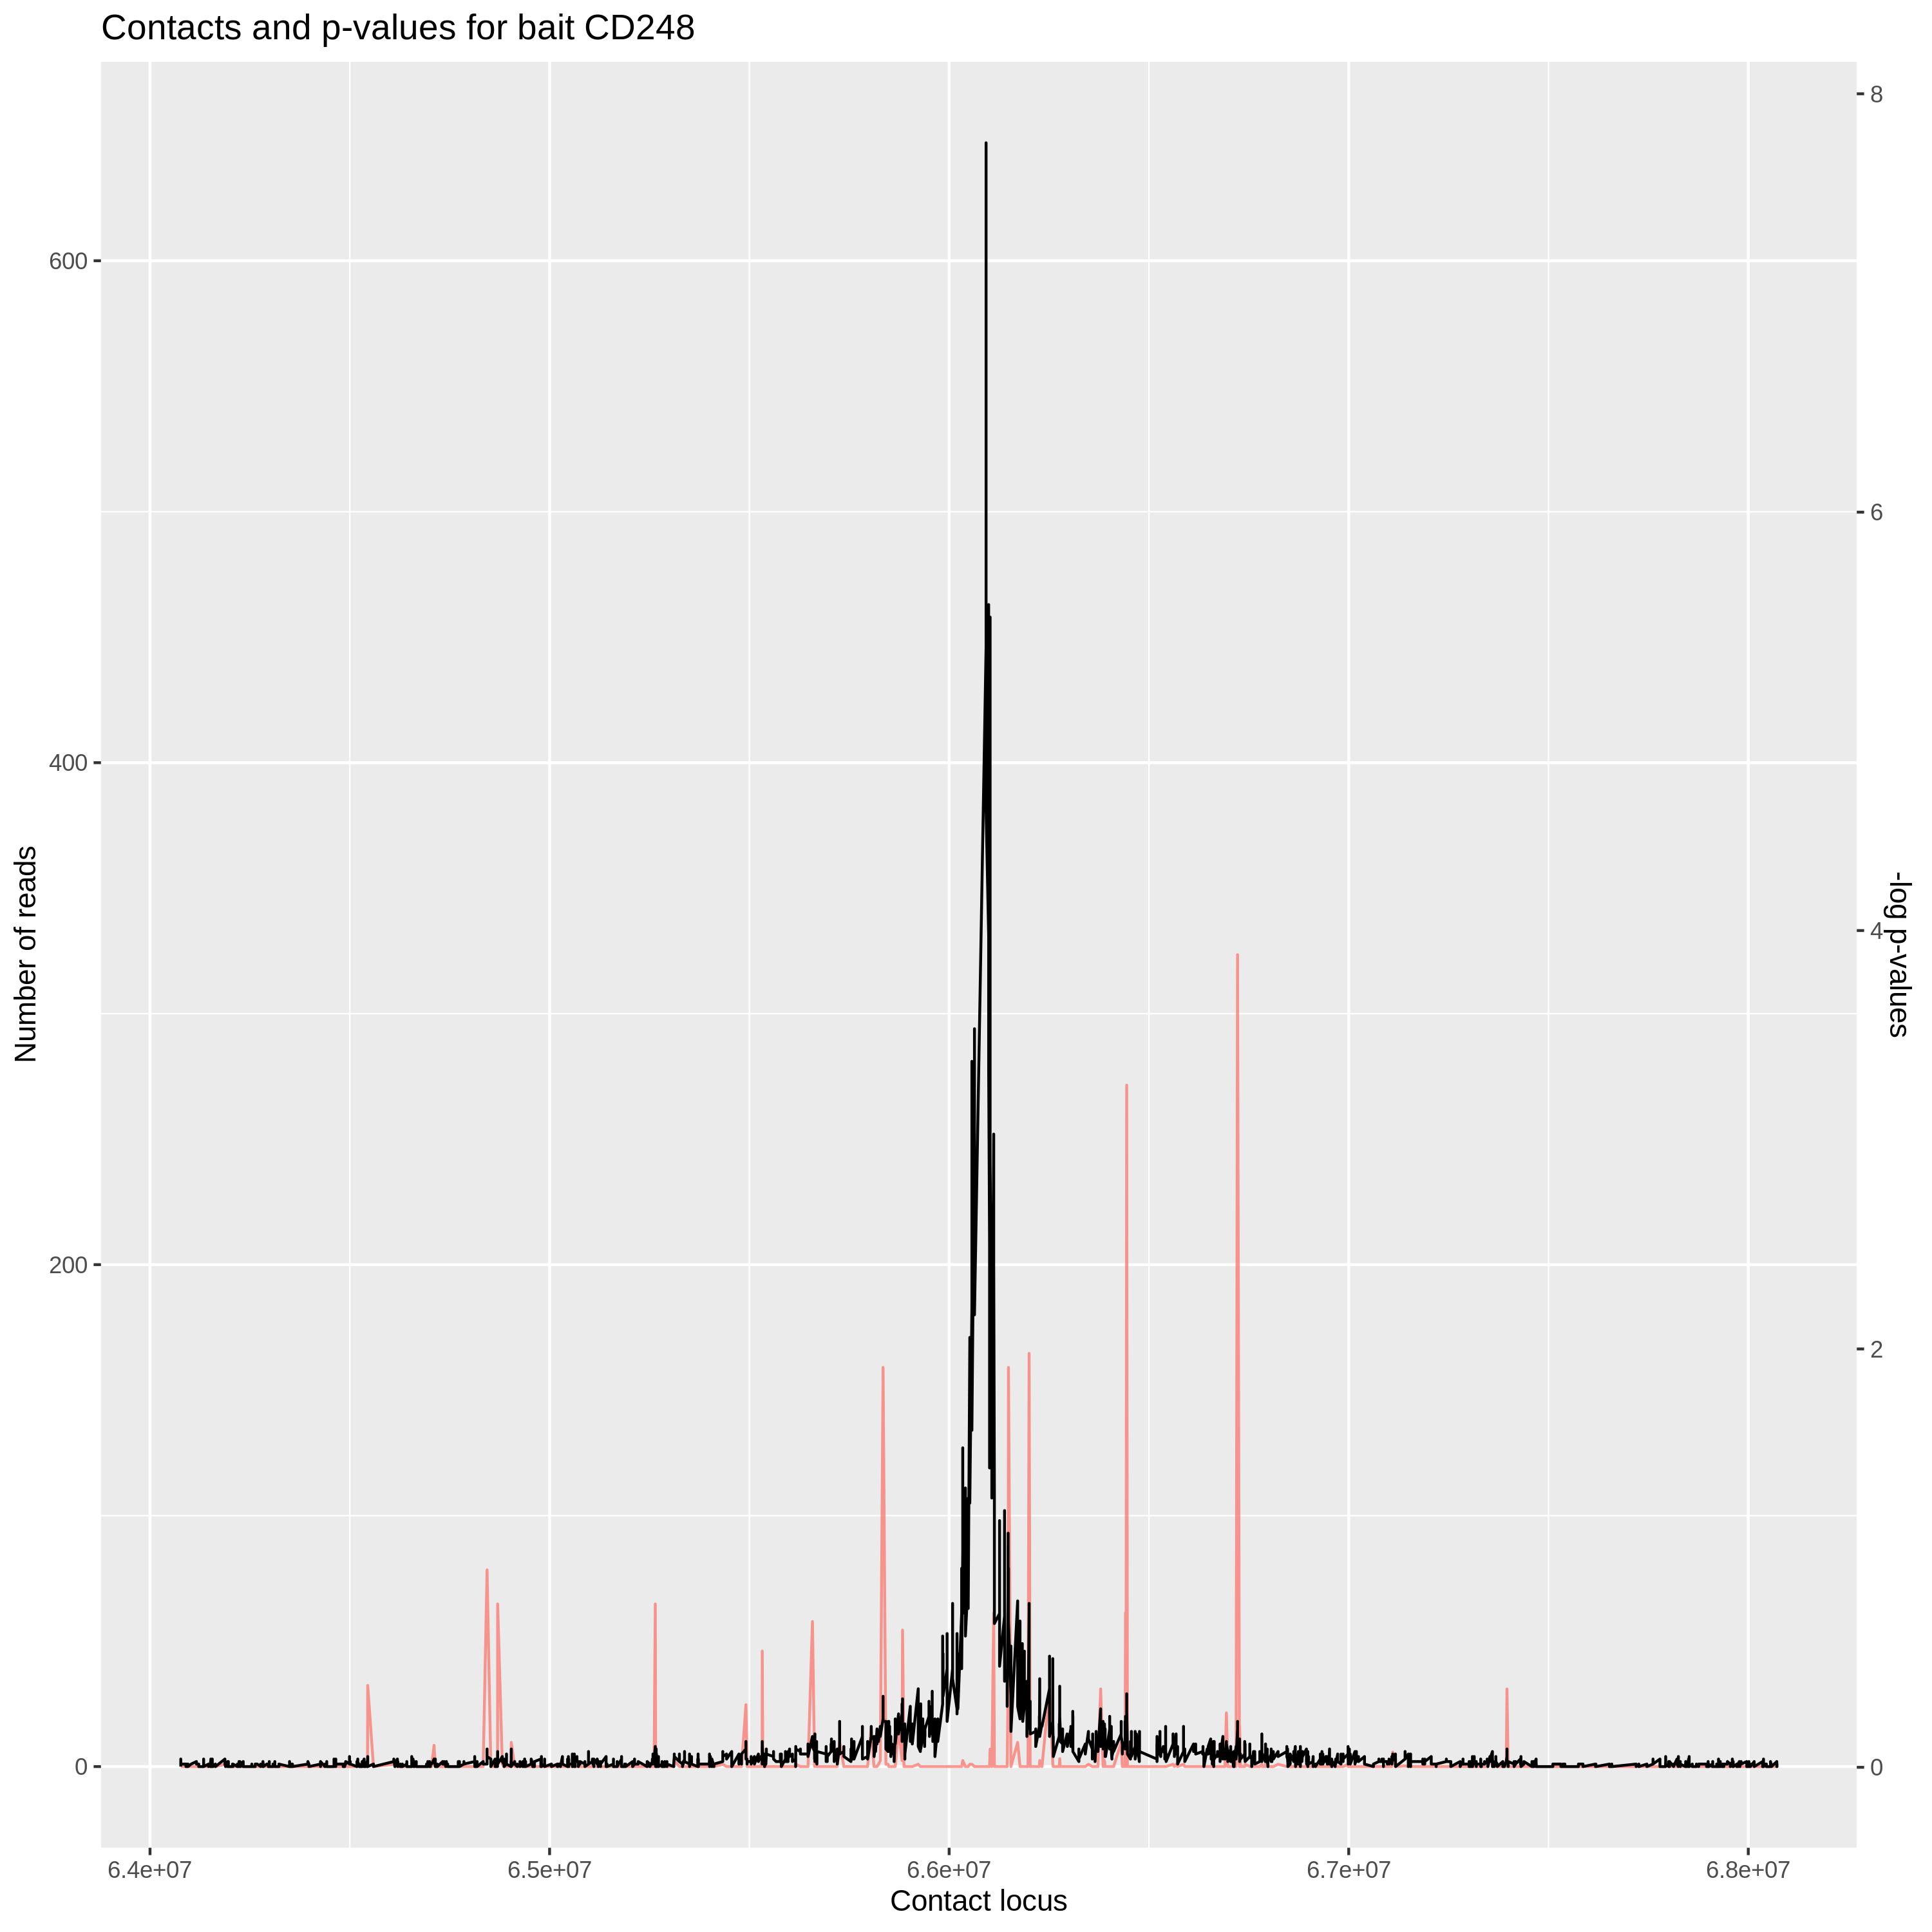 Contacts and p-values for bait CD248
Number of reads
600
400
200
0
8
6
4
2
0
-log p-values
6.4e+07
6.5e+07
6.6e+07
6.7e+07
6.8e+07
Contact locus